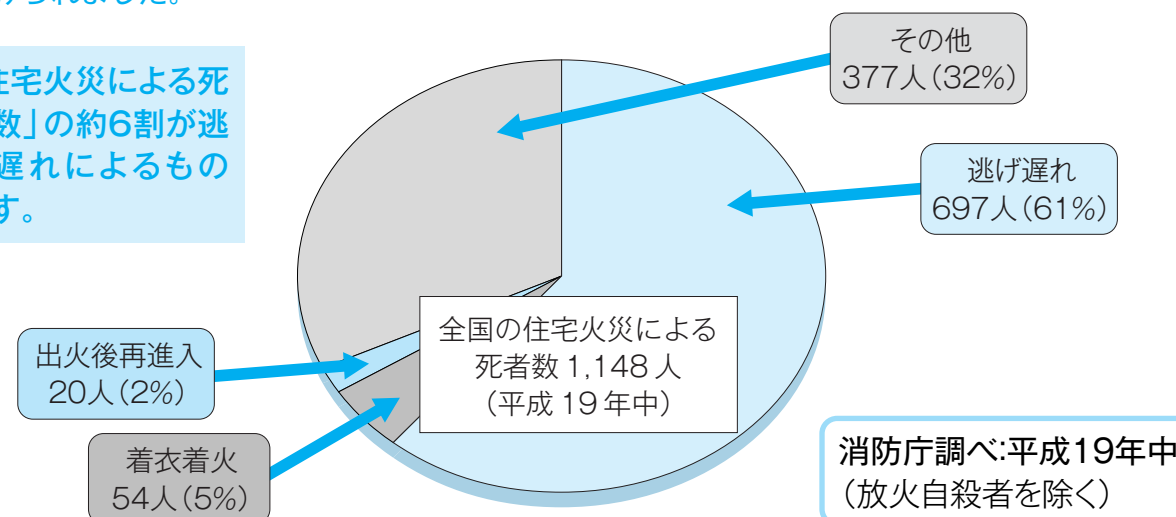 られました。
住宅火災による死
数」の約6割が逃
遅れによるもの
す。
その他
377人(32%)
逃げ遅れ
697人(61%)
全国の住宅火災による
死者数 1,148 人
(平成 19 年中)
出火後再進入
20人(2%)
着衣着火
54人(5%)
消防庁調べ:平成19年中
(放火自殺者を除く)